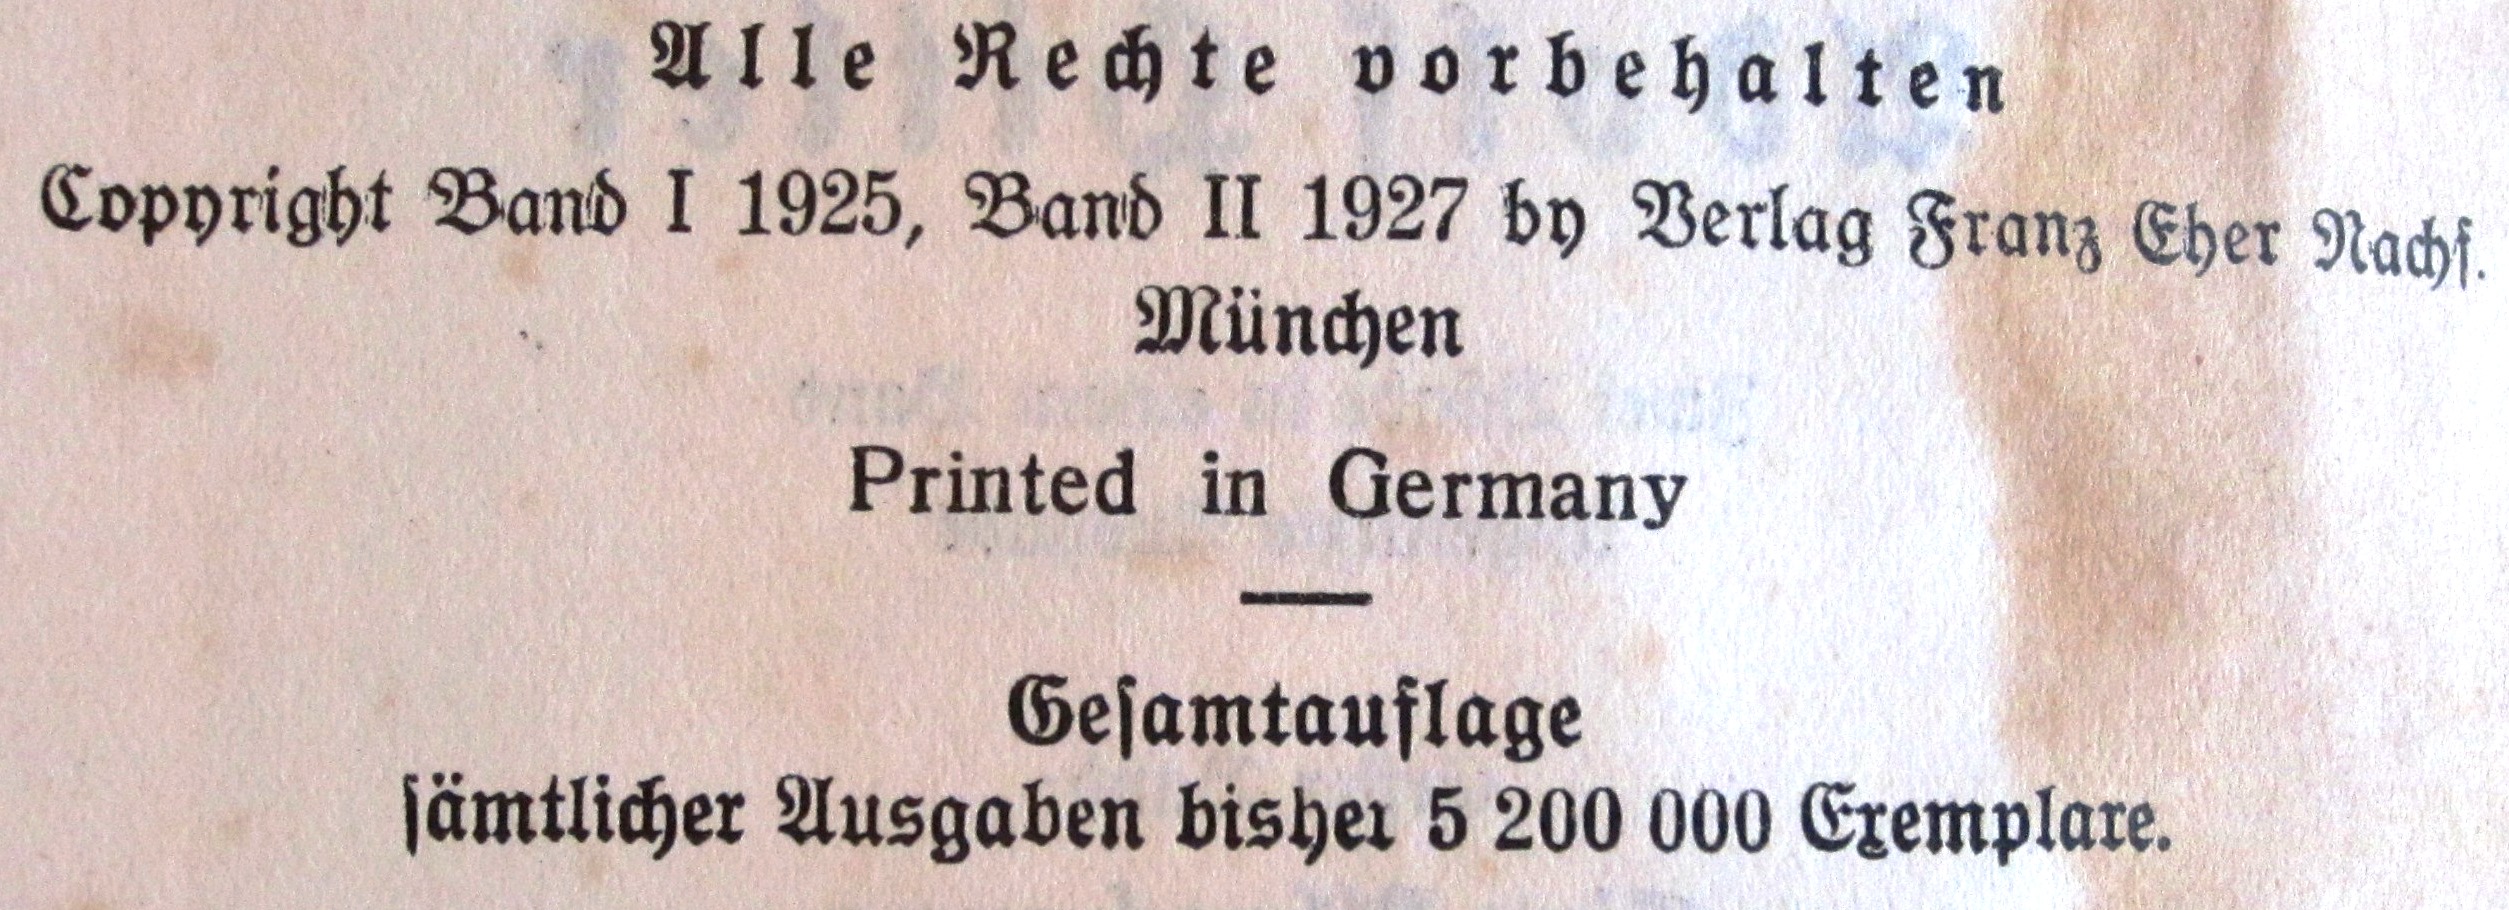 Alle Rechte vorbehalten
Copyright Band I 1925, Band II 1927 by Verlag Franz Eher Nachf.
München
Printed in Germany
Geſamtauflage
ſämtlicher Ausgaben bisher 5 200 000 Exemplare.